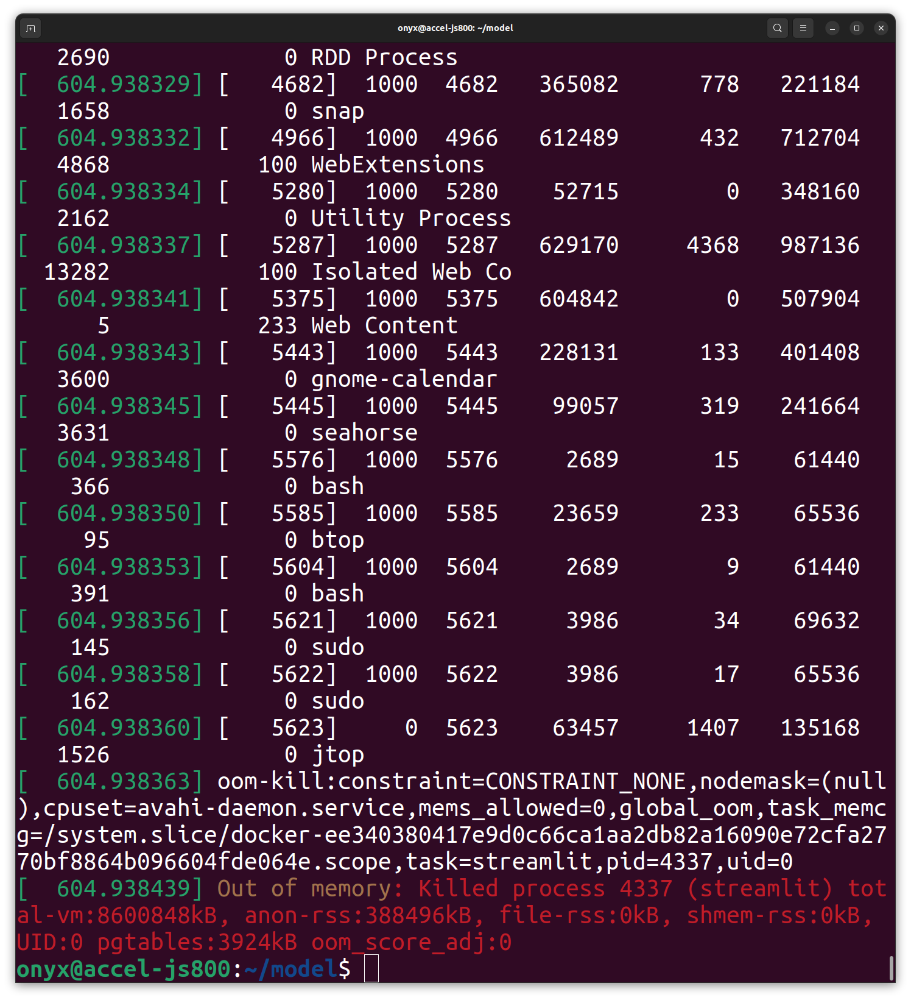 onyx@accel-js800: ~/model
2690 0 RDD Process
[ 604.938329] [ 4682] 1000 4682 365082 778 221184
1658 0 snap
[ 604.938332] [ 4966] 1000 4966 612489 432 712704
4868 100 WebExtensions
[ 604.938334] [ 5280] 1000 5280 52715 0 348160
2162 0 Utility Process
[ 604.938337] [ 5287] 1000 5287 629170 4368 987136
13282 100 Isolated Web Co
[ 604.938341] [ 5375] 1000 5375 604842 0 507904
5 233 Web Content
[ 604.938343] [ 5443] 1000 5443 228131 133 401408
3600 0 gnome-calendar
[ 604.938345] [ 5445] 1000 5445 99057 319 241664
3631 0 seahorse
[ 604.938348] [ 5576] 1000 5576 2689 15 61440
366 0 bash
[ 604.938350] [ 5585] 1000 5585 23659 233 65536
95 0 btop
[ 604.938353] [ 5604] 1000 5604 2689 9 61440
391 0 bash
[ 604.938356] [ 5621] 1000 5621 3986 34 69632
145 0 sudo
[ 604.938358] [ 5622] 1000 5622 3986 17 65536
162 0 sudo
[ 604.938360] [ 5623] 0 5623 63457 1407 135168
1526 0 jtop
[ 604.938363] oom-kill:constraint=CONSTRAINT_NONE,nodemask=(null
),cpuset=avahi-daemon.service,mems_allowed=0,global_oom,task_memc
g=/system.slice/docker-ee340380417e9d0c66ca1aa2db82a16090e72cfa27
70bf8864b096604fde064e.scope,task=streamlit,pid=4337,uid=0
[ 604.938439] Out of memory: Killed process 4337 (streamlit) tot
al-vm:8600848kB, anon-rss:388496kB, file-rss:0kB, shmem-rss:0kB,
UID:0 pgtables:3924kB oom_score_adj:0
onyx@accel-js800:~/model$